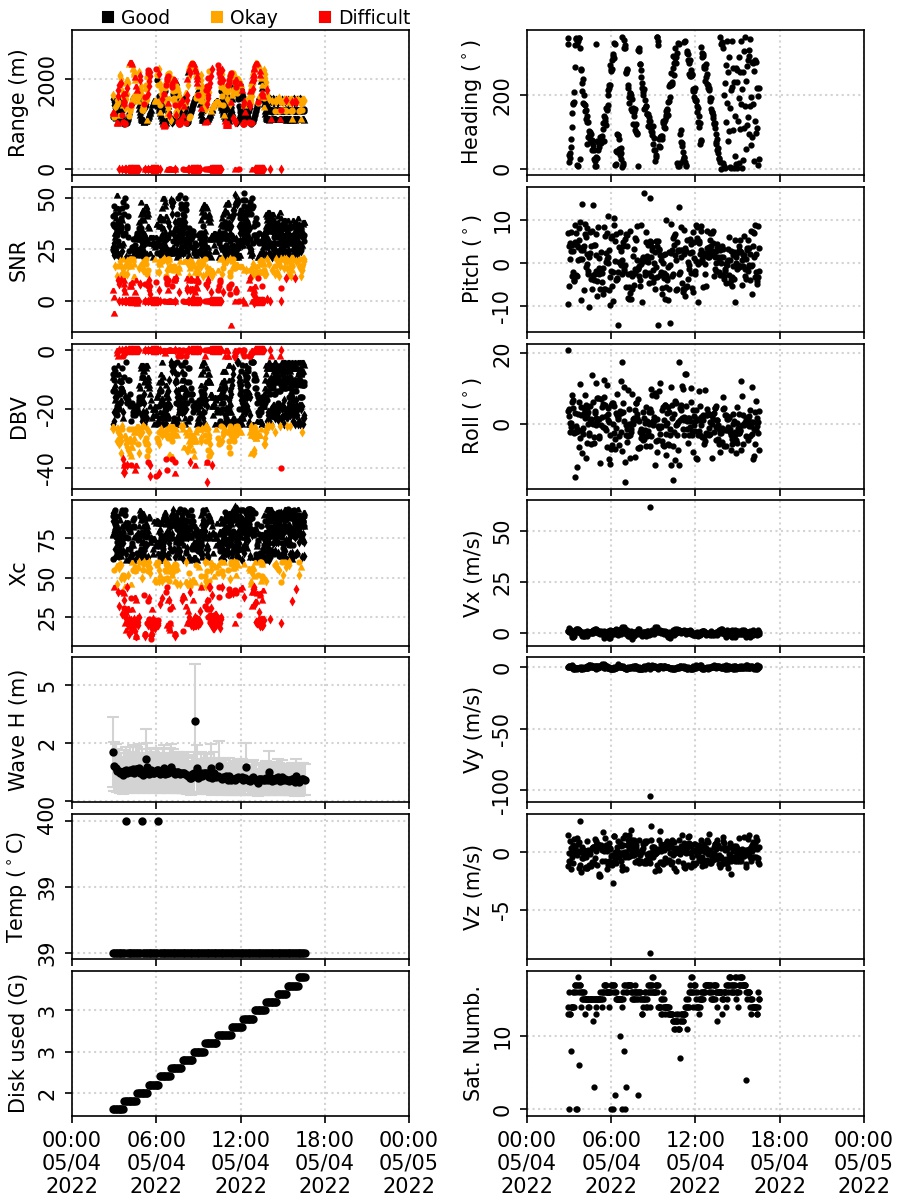 Good Okay Difficult
Range (m)
2000
0
Heading (°)
200
0
SNR
50
25
0
Pitch (°)
10
0
-10
DBV
0
-20
-40
Roll (°)
20
0
Xc
75
50
25
Vx (m/s)
50
25
0
Wave H (m)
5
2
0
Vy (m/s)
0
-50
-100
Temp (°C)
40
39
39
Vz (m/s)
0
-5
Disk used (G)
3
3
2
Sat. Numb.
10
0
00:00 06:00 12:00 18:00 00:00 00:00 06:00 12:00 18:00 00:00
05/04 05/04 05/04 05/04 05/05 05/04 05/04 05/04 05/04 05/05
2022 2022 2022 2022 2022 2022 2022 2022 2022 2022